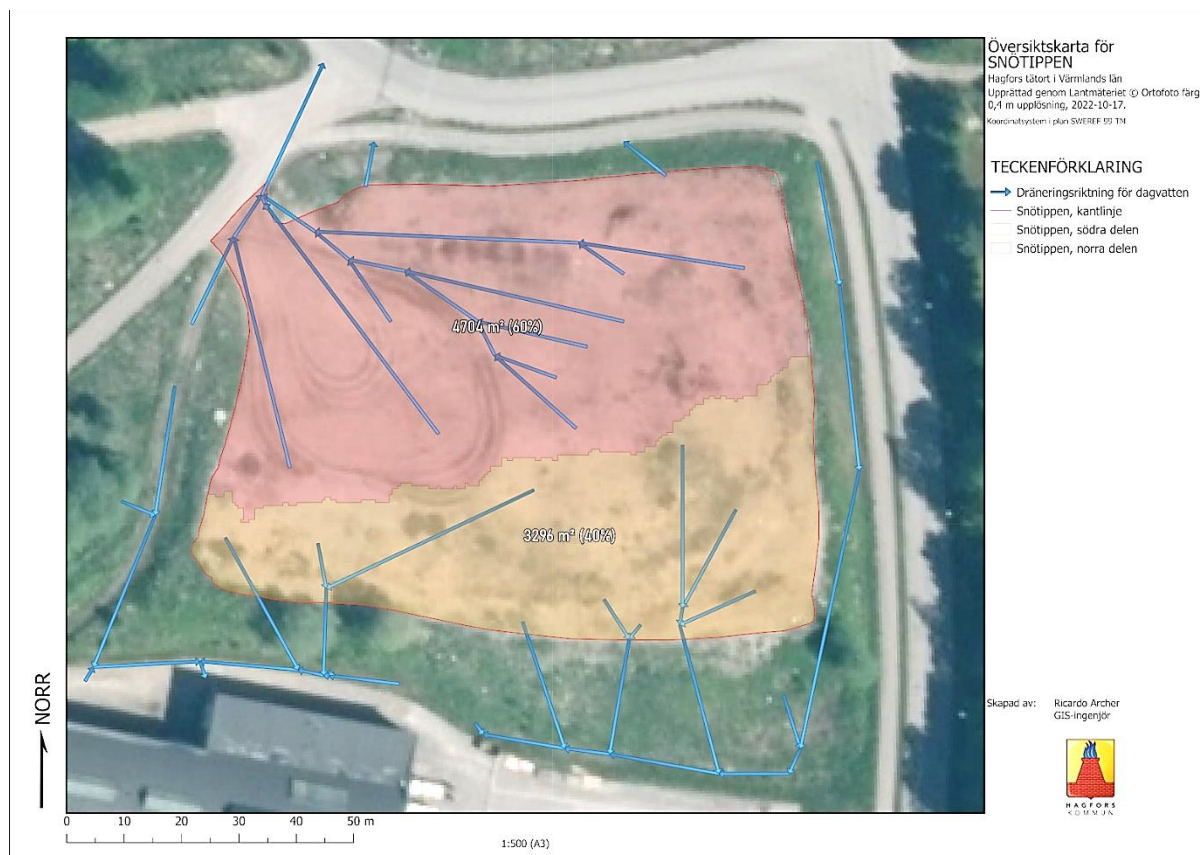 Översiktskarta för
SNÖTIPPEN
Hagfors tätort i Värmlands län
Upprättad genom Lantmäteriet © Ortofoto färg
0,4 m upplösning, 2022-10-17.
Koordinatsystem i plan SWEREF 99 TM
TECKENFÖRKLARING
Dräneringsriktning för dagvatten
Snötippen, kantlinje
Snötippen, södra delen
Snötippen, norra delen
4704 m² (60%)
3296 m² (40%)
NORR
Skapad av: Ricardo Archer
GIS-ingenjör
HAGFORS
KOMMUN
0 10 20 30 40 50 m
1:500 (A3)